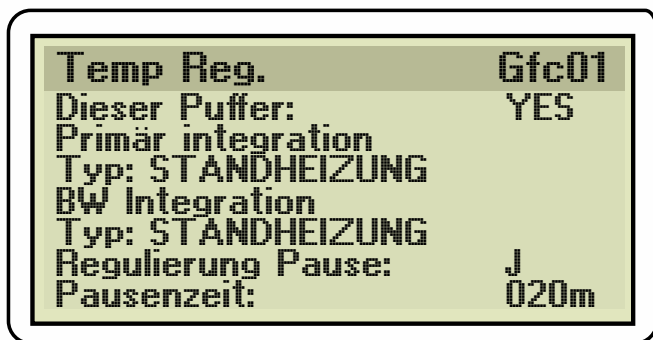 Temp Reg. Gfc01
Dieser Puffer: YES
Primär integration
Typ: STANDHEIZUNG
BW Integration
Typ: STANDHEIZUNG
Regulierung Pause: J
Pausenzeit: 020m